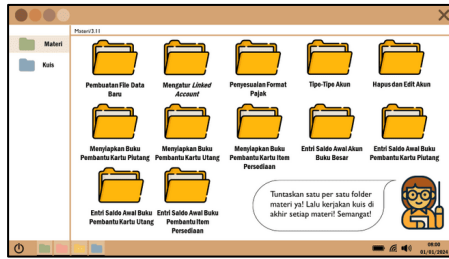 Materi/3.11
Materi
Kuis
Pembuatan File Data
Baru
Mengatur Linked
Account
Penyesuaian Format
Pajak
Tipe-Tipe Akun
Hapus dan Edit Akun
Menyiapkan Buku
Pembantu Kartu Piutang
Menyiapkan Buku
Pembantu Kartu Utang
Menyiapkan Buku
Pembantu Kartu Item
Persediaan
Entri Saldo Awal Akun
Buku Besar
Entri Saldo Awal Buku
Pembantu Kartu Piutang
Entri Saldo Awal Buku
Pembantu Kartu Utang
Entri Saldo Awal Buku
Pembantu Item
Persediaan
Tuntaskan satu per satu folder
materi ya! Lalu kerjakan kuis di
akhir setiap materi! Semangat!
08:00
01/01/2024